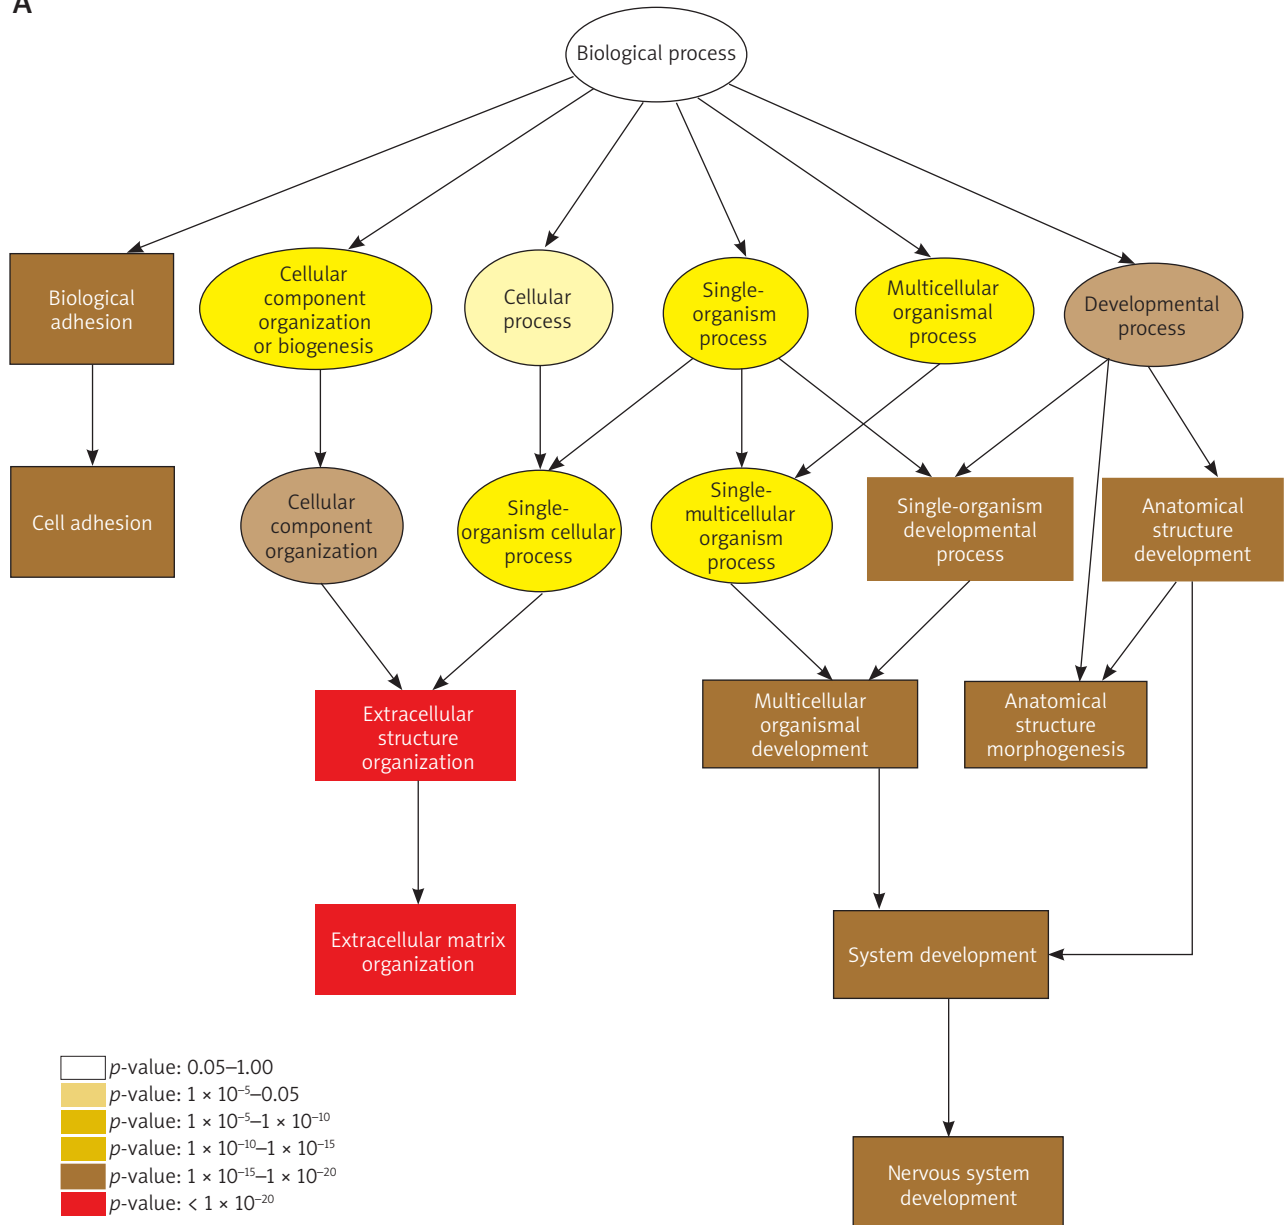 A
Biological process
Biological
adhesion
Cellular
component
organization
or biogenesis
Cellular
process
Single-
organism
process
Multicellular
organismal
process
Developmental
process
Cell adhesion
Cellular
component
organization
Single-
organism cellular
process
Single-
multicellular
organism
process
Single-organism
developmental
process
Anatomical
structure
development
Extracellular
structure
organization
Multicellular
organismal
development
Anatomical
structure
morphogenesis
Extracellular matrix
organization
System development
Nervous system
development
p-value: 0.05–1.00
p-value: 1 × 10⁻⁵–0.05
p-value: 1 × 10⁻⁵–1 × 10⁻¹⁰
p-value: 1 × 10⁻¹⁰–1 × 10⁻¹⁵
p-value: 1 × 10⁻¹⁵–1 × 10⁻²⁰
p-value: < 1 × 10⁻²⁰